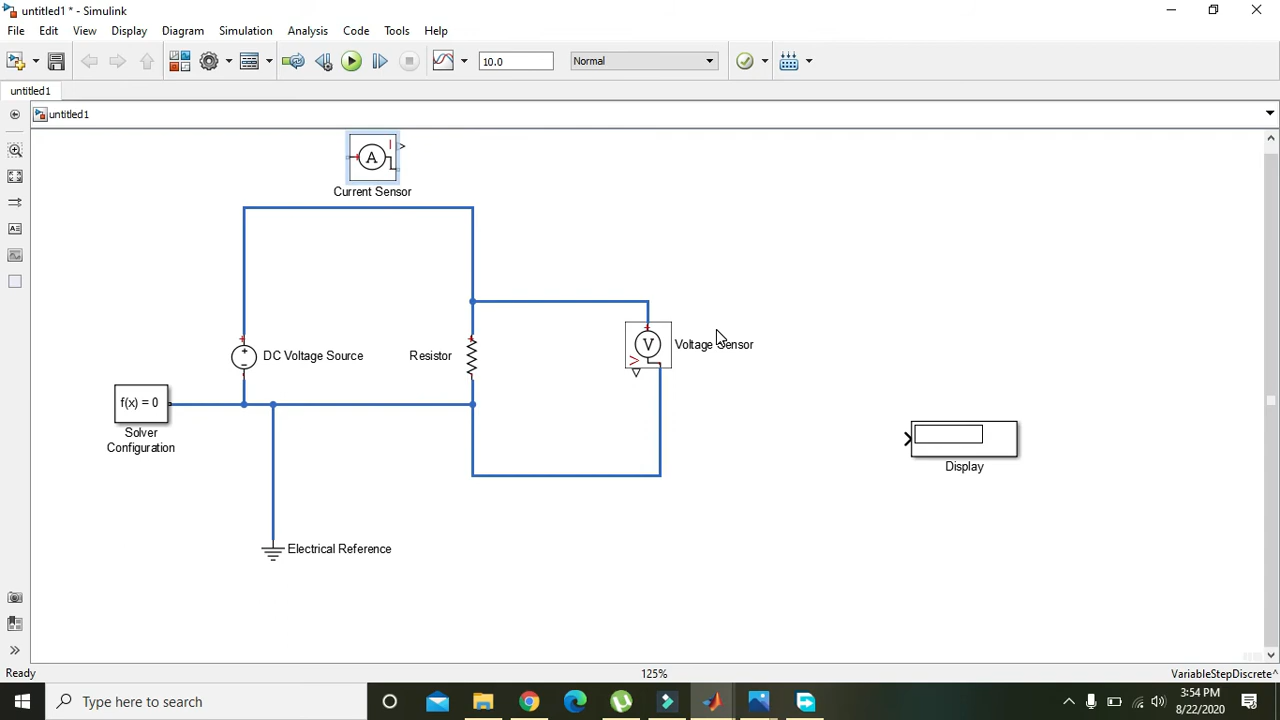 untitled1 * - Simulink
File Edit View Display Diagram Simulation Analysis Code Tools Help
10.0 Normal
untitled1
untitled1
A I
Current Sensor
DC Voltage Source
Resistor
V
Voltage Sensor
f(x) = 0
Solver
Configuration
Display
Electrical Reference
Ready 125% VariableStepDiscrete
Type here to search
3:54 PM
8/22/2020